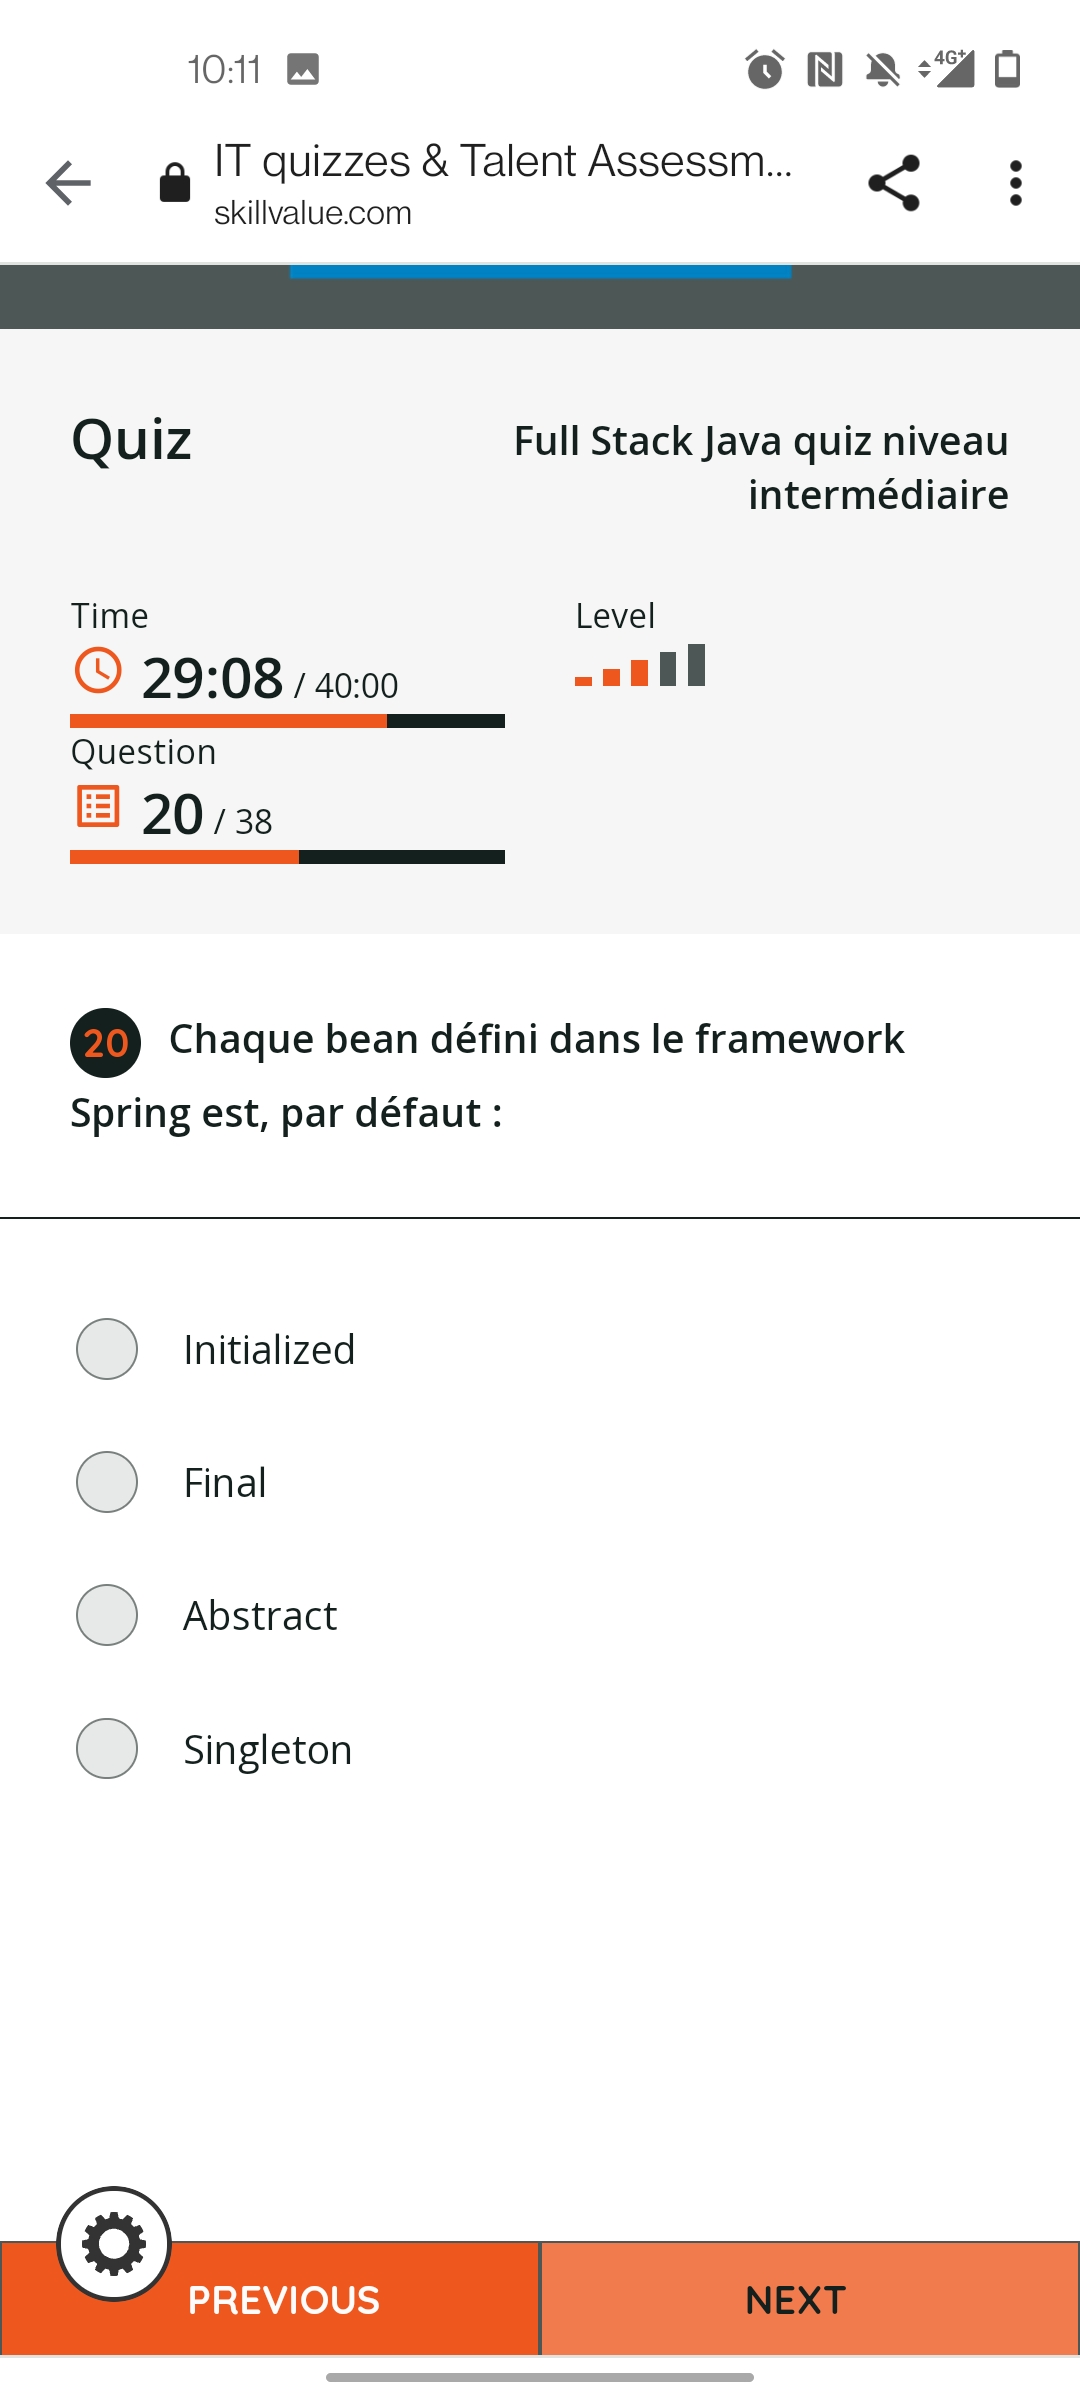 10:11
4G+
IT quizzes & Talent Assessm...
skillvalue.com
Quiz
Full Stack Java quiz niveau
intermédiaire
Time
29:08 / 40:00
Level
Question
20 / 38
20 Chaque bean défini dans le framework
Spring est, par défaut :
Initialized
Final
Abstract
Singleton
PREVIOUS
NEXT